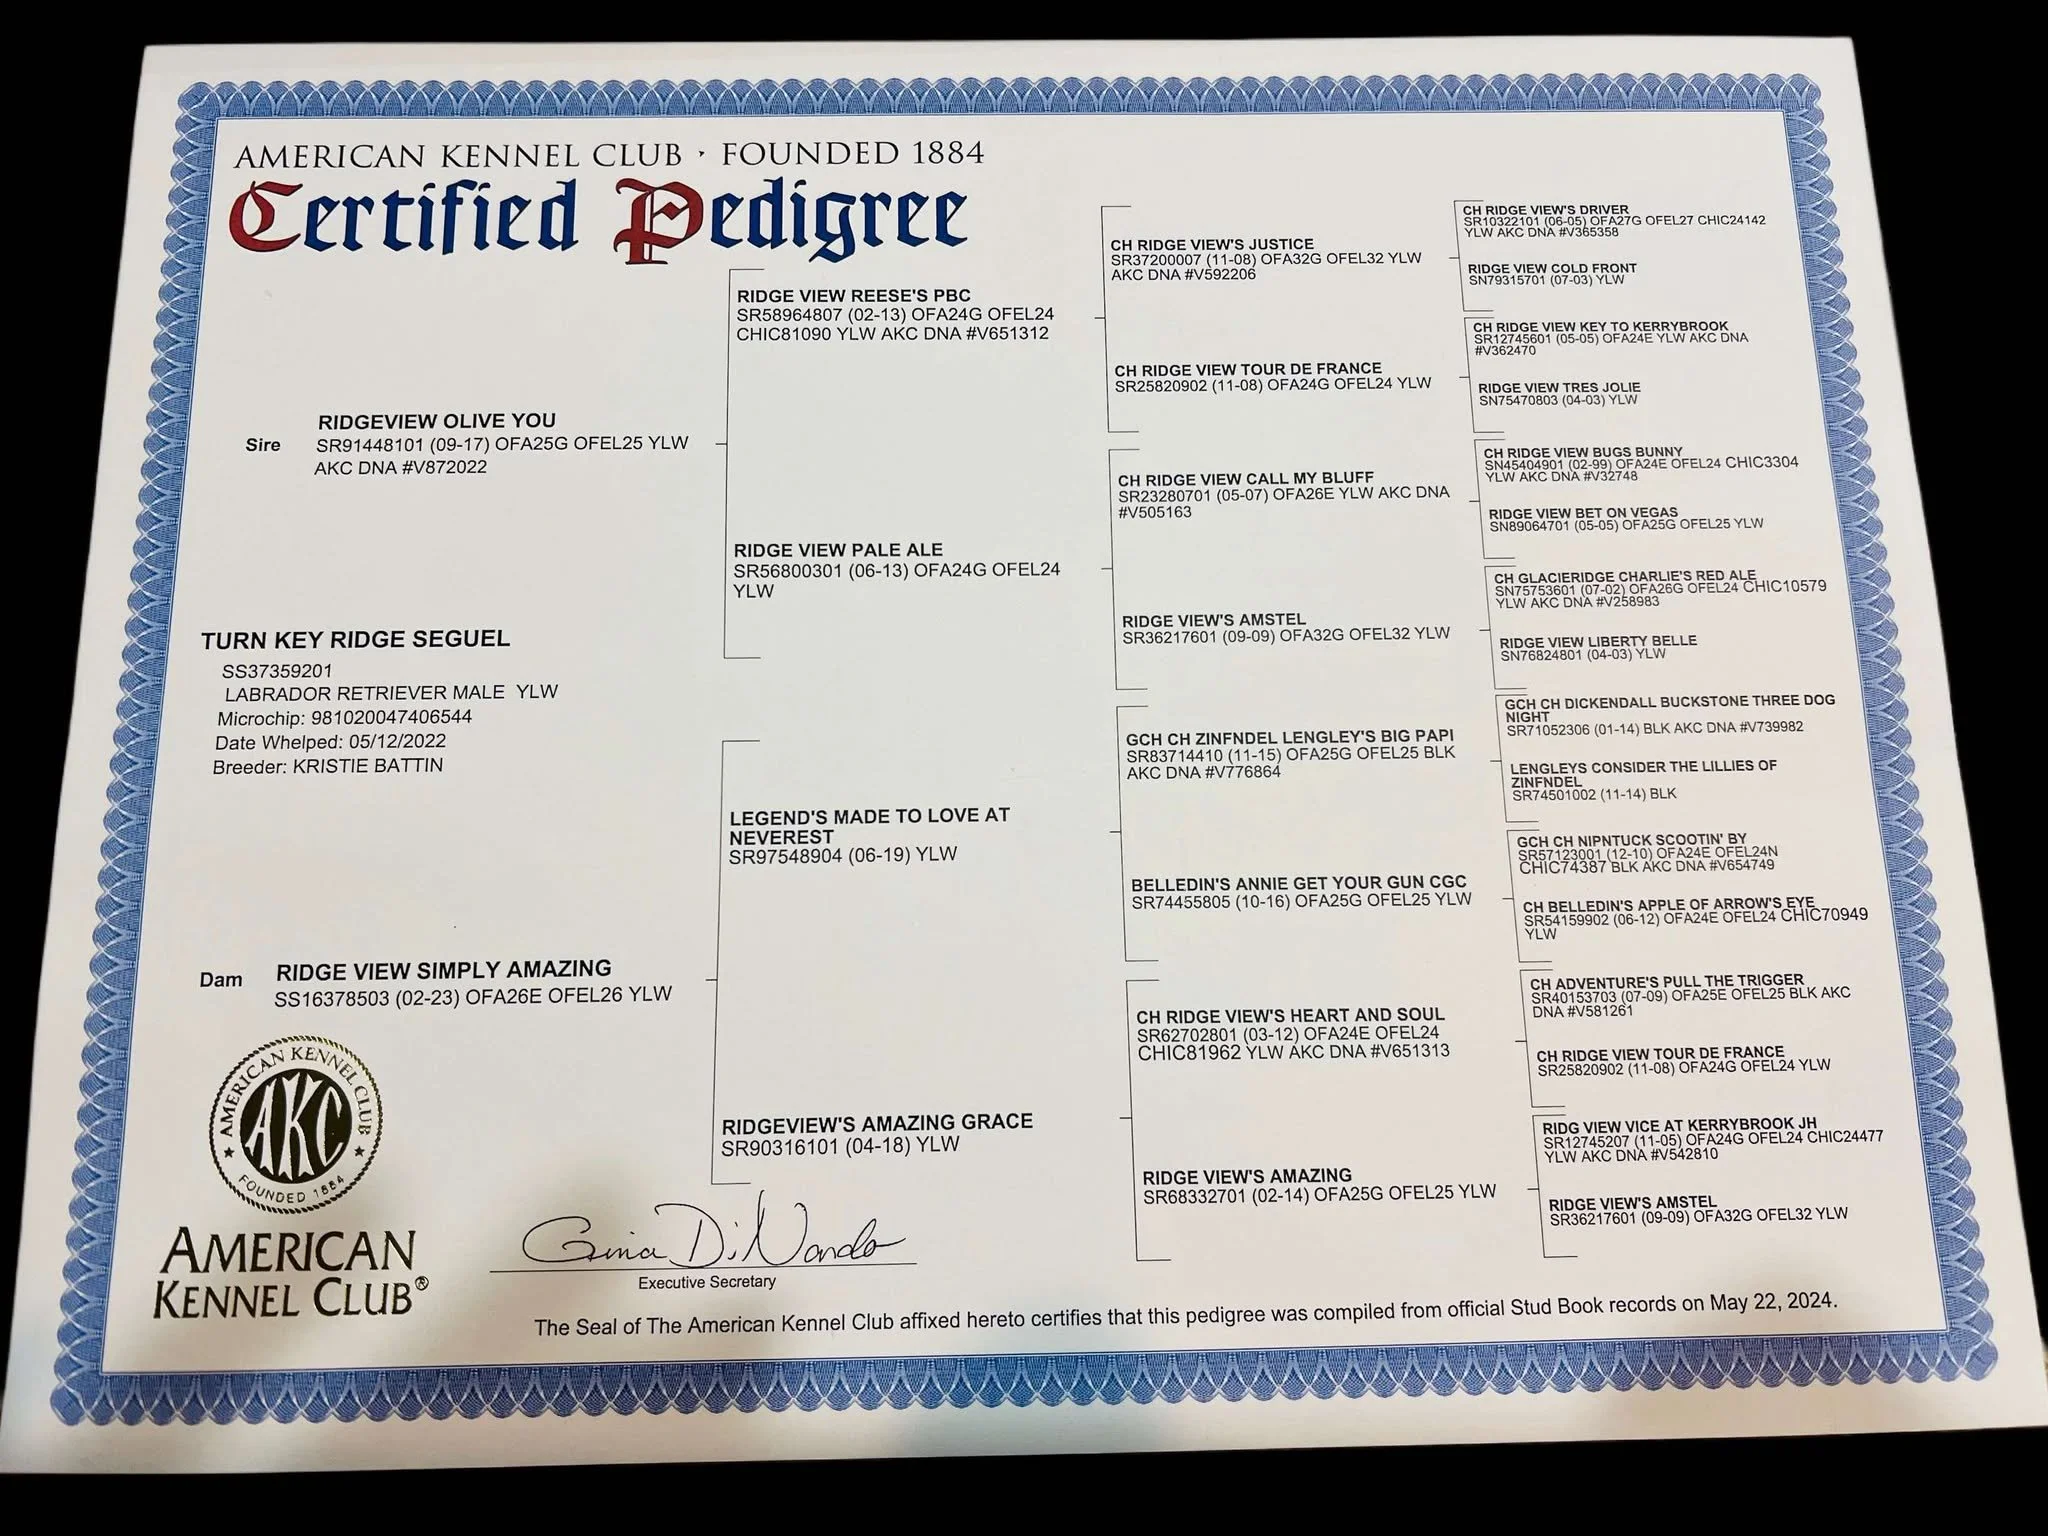 AMERICAN KENNEL CLUB · FOUNDED 1884
Certified Pedigree
Sire
RIDGEVIEW OLIVE YOU
SR91448101 (09-17) OFA25G OFEL25 YLW
AKC DNA #V872022
TURN KEY RIDGE SEGUEL
SS37359201
LABRADOR RETRIEVER MALE YLW
Microchip: 981020047406544
Date Whelped: 05/12/2022
Breeder: KRISTIE BATTIN
Dam
RIDGE VIEW SIMPLY AMAZING
SS16378503 (02-23) OFA26E OFEL26 YLW
RIDGE VIEW REESE'S PBC
SR58964807 (02-13) OFA24G OFEL24
CHIC81090 YLW AKC DNA #V651312
RIDGE VIEW PALE ALE
SR56800301 (06-13) OFA24G OFEL24
YLW
LEGEND'S MADE TO LOVE AT
NEVEREST
SR97548904 (06-19) YLW
RIDGEVIEW'S AMAZING GRACE
SR90316101 (04-18) YLW
CH RIDGE VIEW'S JUSTICE
SR37200007 (11-08) OFA32G OFEL32 YLW
AKC DNA #V592206
CH RIDGE VIEW TOUR DE FRANCE
SR25820902 (11-08) OFA24G OFEL24 YLW
CH RIDGE VIEW CALL MY BLUFF
SR23280701 (05-07) OFA26E YLW AKC DNA
#V505163
RIDGE VIEW'S AMSTEL
SR36217601 (09-09) OFA32G OFEL32 YLW
GCH CH ZINFNDEL LENGLEY'S BIG PAPI
SR83714410 (11-15) OFA25G OFEL25 BLK
AKC DNA #V776864
BELLEDIN'S ANNIE GET YOUR GUN CGC
SR74455805 (10-16) OFA25G OFEL25 YLW
CH RIDGE VIEW'S HEART AND SOUL
SR62702801 (03-12) OFA24E OFEL24
CHIC81962 YLW AKC DNA #V651313
RIDGE VIEW'S AMAZING
SR68332701 (02-14) OFA25G OFEL25 YLW
CH RIDGE VIEW'S DRIVER
SR10322101 (06-05) OFA27G OFEL27 CHIC24142
YLW AKC DNA #V365358
RIDGE VIEW COLD FRONT
SN79315701 (07-03) YLW
CH RIDGE VIEW KEY TO KERRYBROOK
SR12745601 (05-05) OFA24E YLW AKC DNA
#V362470
RIDGE VIEW TRES JOLIE
SN75470803 (04-03) YLW
CH RIDGE VIEW BUGS BUNNY
SN45404901 (02-99) OFA24E OFEL24 CHIC3304
YLW AKC DNA #V32748
RIDGE VIEW BET ON VEGAS
SN89064701 (05-05) OFA25G OFEL25 YLW
CH GLACIERIDGE CHARLIE'S RED ALE
SN75753601 (07-02) OFA26G OFEL24 CHIC10579
YLW AKC DNA #V258983
RIDGE VIEW LIBERTY BELLE
SN76824801 (04-03) YLW
GCH CH DICKENDALL BUCKSTONE THREE DOG
NIGHT
SR71052306 (01-14) BLK AKC DNA #V739982
LENGLEYS CONSIDER THE LILLIES OF
ZINFNDEL
SR74501002 (11-14) BLK
GCH CH NIPNTUCK SCOOTIN' BY
SR57123001 (12-10) OFA24E OFEL24N
CHIC74387 BLK AKC DNA #V654749
CH BELLEDIN'S APPLE OF ARROW'S EYE
SR54159902 (06-12) OFA24E OFEL24 CHIC70949
YLW
CH ADVENTURE'S PULL THE TRIGGER
SR40153703 (07-09) OFA25E OFEL25 BLK AKC
DNA #V581261
CH RIDGE VIEW TOUR DE FRANCE
SR25820902 (11-08) OFA24G OFEL24 YLW
RIDG VIEW VICE AT KERRYBROOK JH
SR12745207 (11-05) OFA24G OFEL24 CHIC24477
YLW AKC DNA #V542810
RIDGE VIEW'S AMSTEL
SR36217601 (09-09) OFA32G OFEL32 YLW
AMERICAN KENNEL CLUB
AKC
FOUNDED 1884
AMERICAN
KENNEL CLUB®
Gina DiNardo
Executive Secretary
The Seal of The American Kennel Club affixed hereto certifies that this pedigree was compiled from official Stud Book records on May 22, 2024.